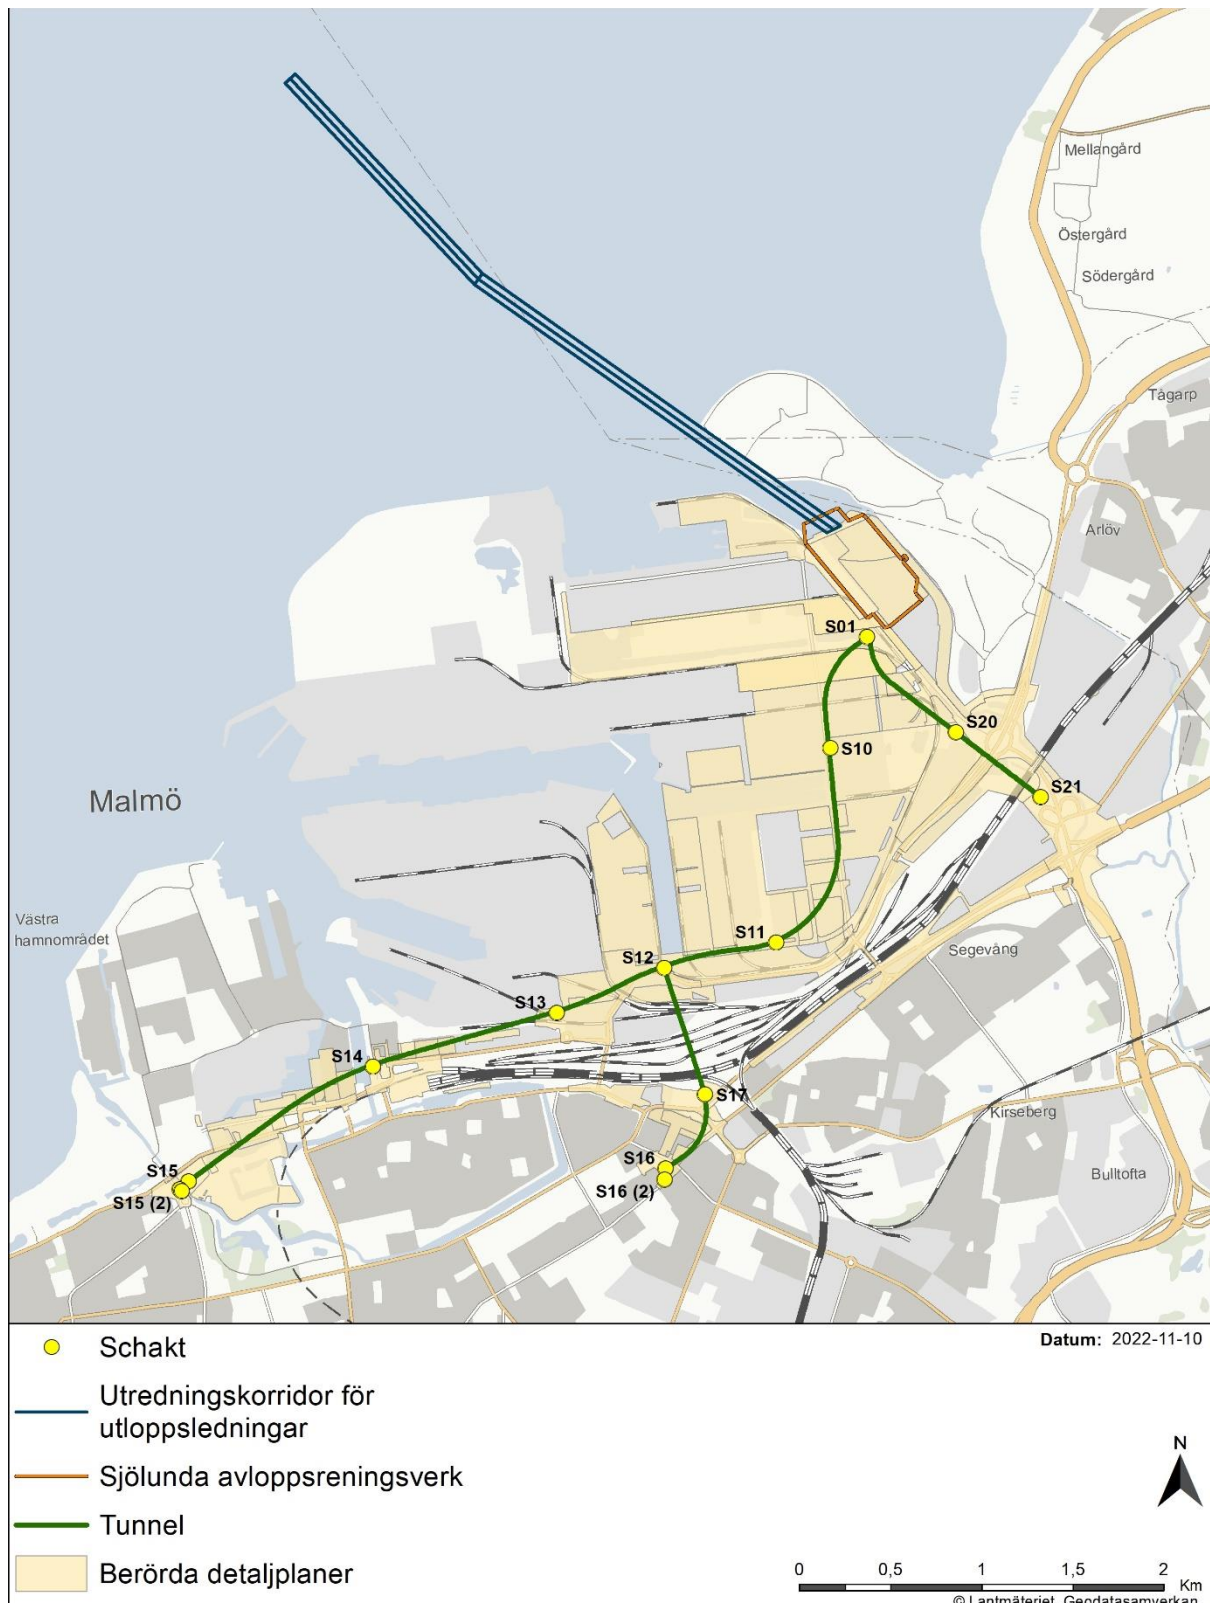 Mellangård
Östergård
Södergård
Tågarp
Arlöv
S01
S20
S10
S21
Malmö
Västra
hamnområdet
S11
Segevång
S12
S13
S14
S17
Kirseberg
S16
Bulltofta
S15
S16 (2)
S15 (2)
Schakt
Datum: 2022-11-10
Utredningskorridor för
utloppsledningar
N
Sjölunda avloppsreningsverk
Tunnel
Berörda detaljplaner
0 0,5 1 1,5 2
Km
© Lantmäteriet, Geodatasamverkan